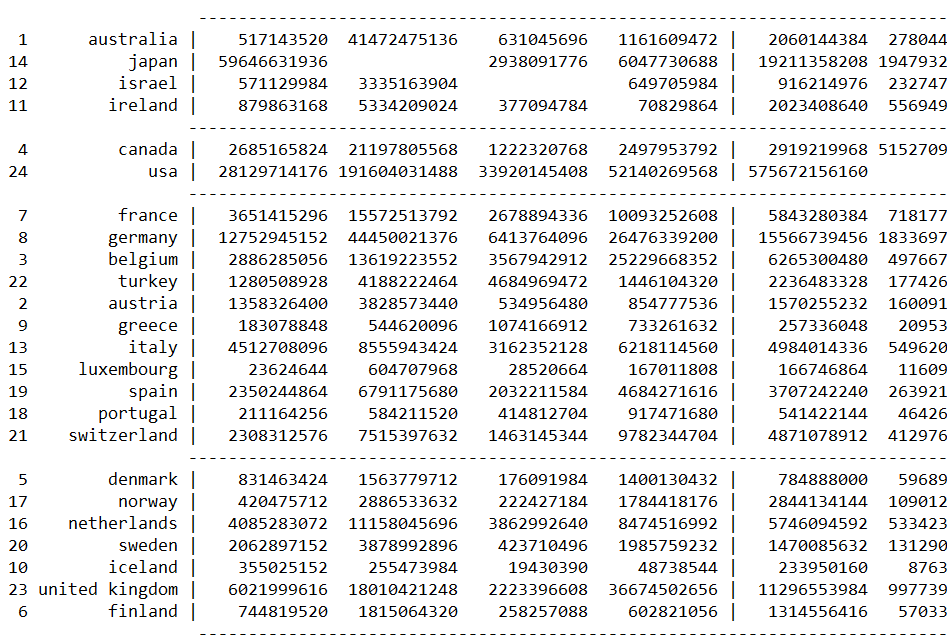 ---------------------------------------------------------------------------
1 australia | 517143520 41472475136 631045696 1161609472 | 2060144384 278044
14 japan | 59646631936 2938091776 6047730688 | 19211358208 1947932
12 israel | 571129984 3335163904 649705984 | 916214976 232747
11 ireland | 879863168 5334209024 377094784 70829864 | 2023408640 556949
----------------------------------------------------------------------------
4 canada | 2685165824 21197805568 1222320768 2497953792 | 2919219968 5152709
24 usa | 28129714176 191604031488 33920145408 52140269568 | 575672156160
----------------------------------------------------------------------------
7 france | 3651415296 15572513792 2678894336 10093252608 | 5843280384 718177
8 germany | 12752945152 44450021376 6413764096 26476339200 | 15566739456 1833697
3 belgium | 2886285056 13619223552 3567942912 25229668352 | 6265300480 497667
22 turkey | 1280508928 4188222464 4684969472 1446104320 | 2236483328 177426
2 austria | 1358326400 3828573440 534956480 854777536 | 1570255232 160091
9 greece | 183078848 544620096 1074166912 733261632 | 257336048 20953
13 italy | 4512708096 8555943424 3162352128 6218114560 | 4984014336 549620
15 luxembourg | 23624644 604707968 28520664 167011808 | 166746864 11609
19 spain | 2350244864 6791175680 2032211584 4684271616 | 3707242240 263921
18 portugal | 211164256 584211520 414812704 917471680 | 541422144 46426
21 switzerland | 2308312576 7515397632 1463145344 9782344704 | 4871078912 412976
----------------------------------------------------------------------------
5 denmark | 831463424 1563779712 176091984 1400130432 | 784888000 59689
17 norway | 420475712 2886533632 222427184 1784418176 | 2844134144 109012
16 netherlands | 4085283072 11158045696 3862992640 8474516992 | 5746094592 533423
20 sweden | 2062897152 3878992896 423710496 1985759232 | 1470085632 131290
10 iceland | 355025152 255473984 19430390 48738544 | 233950160 8763
23 united kingdom | 6021999616 18010421248 2223396608 36674502656 | 11296553984 997739
6 finland | 744819520 1815064320 258257088 602821056 | 1314556416 57033
---------------------------------------------------------------------------